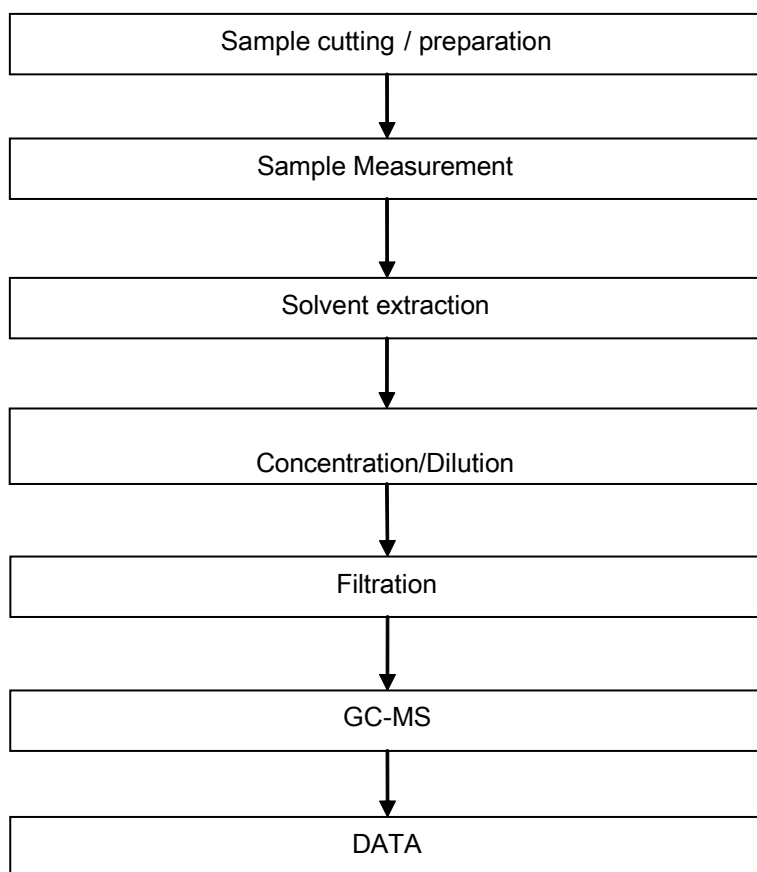 Sample cutting / preparation
Sample Measurement
Solvent extraction
Concentration/Dilution
Filtration
GC-MS
DATA